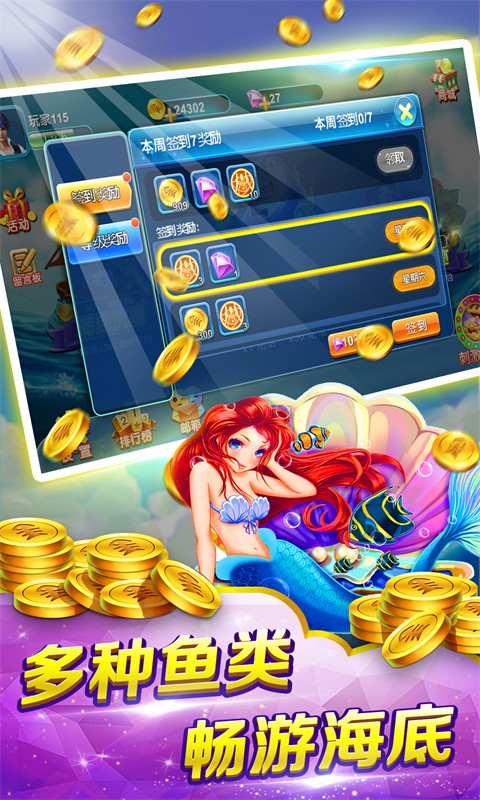 玩家115
24302
27
商城
本周签到7奖励
本周签到0/7
签到奖励
909
10
领取
等级奖励
活动
签到奖励:
星
留言板
3
星期六
300
3
10
签到
刺激
置
排行榜
邮箱
多种鱼类
畅游海底